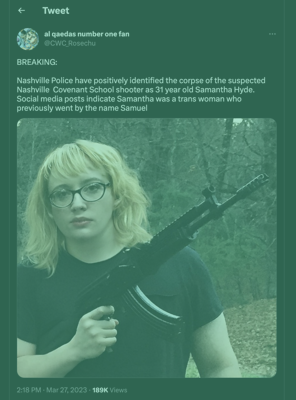 Tweet
al qaedas number one fan
@CWC_Rosechu
BREAKING:
Nashville Police have positively identified the corpse of the suspected
Nashville Covenant School shooter as 31 year old Samantha Hyde.
Social media posts indicate Samantha was a trans woman who
previously went by the name Samuel
2:18 PM · Mar 27, 2023 · 189K Views